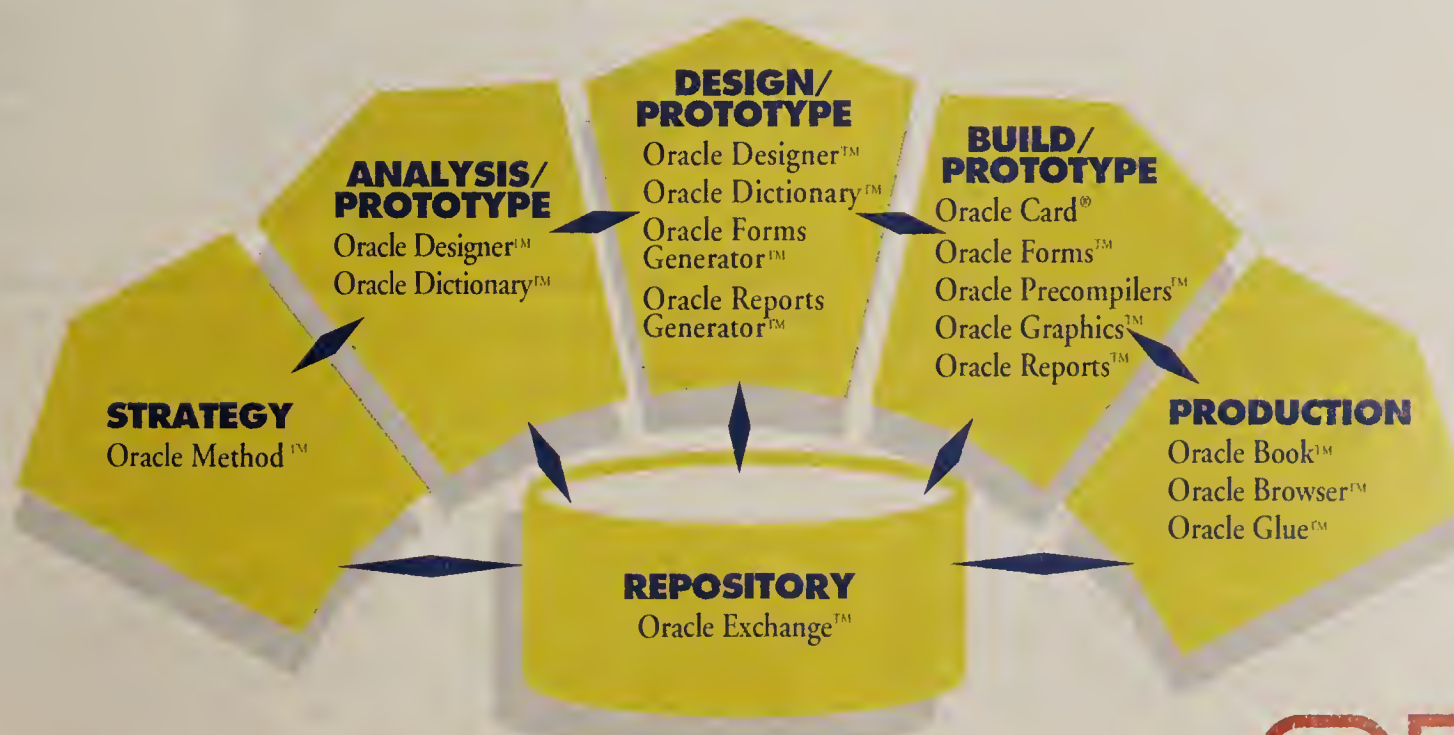 STRATEGY
Oracle Method™
ANALYSIS/
PROTOTYPE
Oracle Designer™
Oracle Dictionary™
DESIGN/
PROTOTYPE
Oracle Designer™
Oracle Dictionary™
Oracle Forms
Generator™
Oracle Reports
Generator™
BUILD/
PROTOTYPE
Oracle Card®
Oracle Forms™
Oracle Precompilers™
Oracle Graphics™
Oracle Reports™
PRODUCTION
Oracle Book™
Oracle Browser™
Oracle Glue™
REPOSITORY
Oracle Exchange™